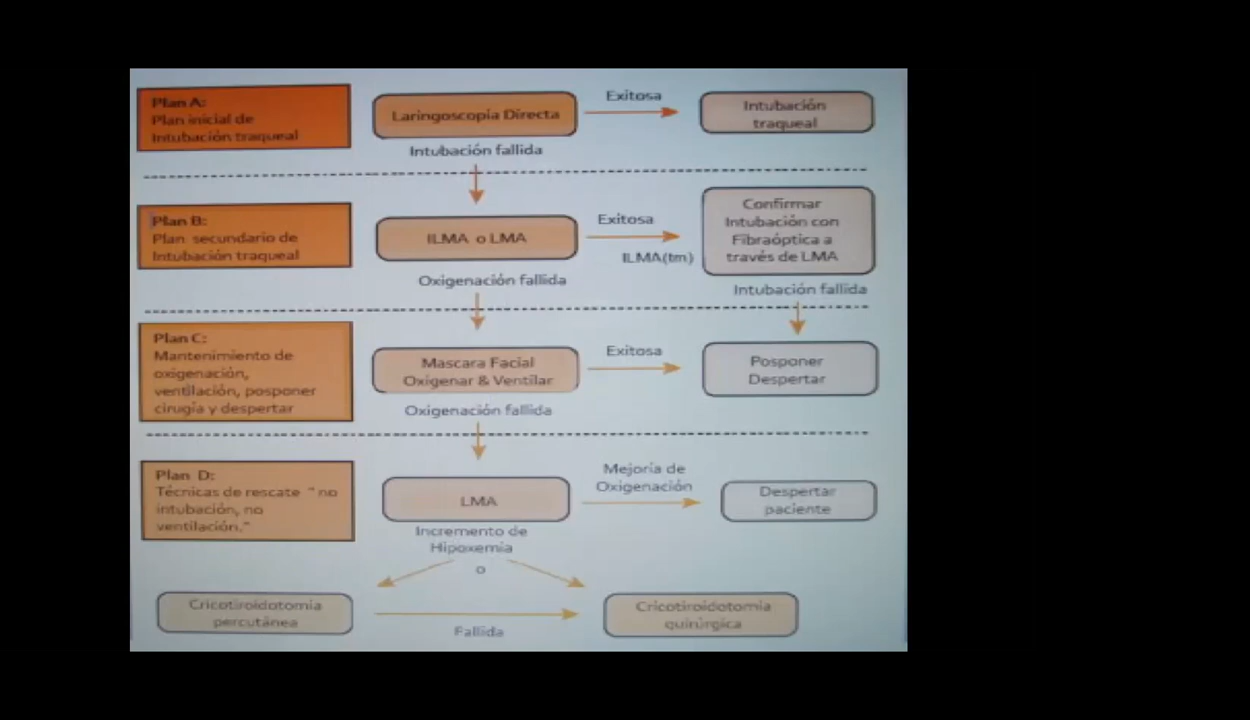 Plan A:
Plan inicial de
Intubación traqueal
Laringoscopia Directa
Exitosa
Intubación
traqueal
Intubación fallida
Plan B:
Plan secundario de
Intubación traqueal
ILMA o LMA
Exitosa
ILMA(tm)
Confirmar
Intubación con
Fibraóptica a
través de LMA
Oxigenación fallida
Intubación fallida
Plan C:
Mantenimiento de
oxigenación,
ventilación, posponer
cirugía y despertar
Mascara Facial
Oxigenar & Ventilar
Exitosa
Posponer
Despertar
Oxigenación fallida
Plan D:
Técnicas de rescate " no
intubación, no
ventilación."
LMA
Mejoría de
Oxigenación
Despertar
paciente
Incremento de
Hipoxemia
o
Cricotiroidotomia
percutánea
Fallida
Cricotiroidotomia
quirúrgica